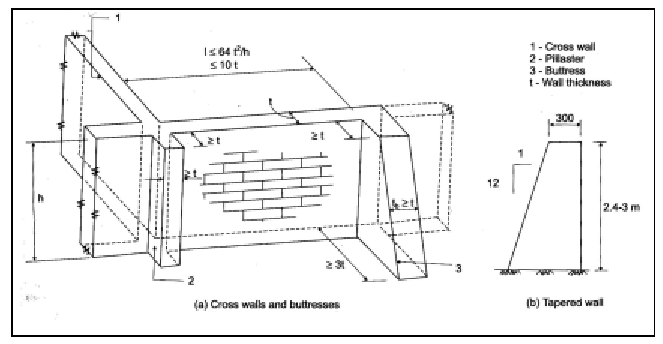 1
l ≤ 64 t²/h
≤ 10 t
1 - Cross wall
2 - Pillaster
3 - Buttress
t - Wall thickness
t
≥ t
≥ t
≥ t
h
≥ t
≥ 3t
2
3
(a) Cross walls and buttresses
300
1
12
2.4-3 m
(b) Tapered wall